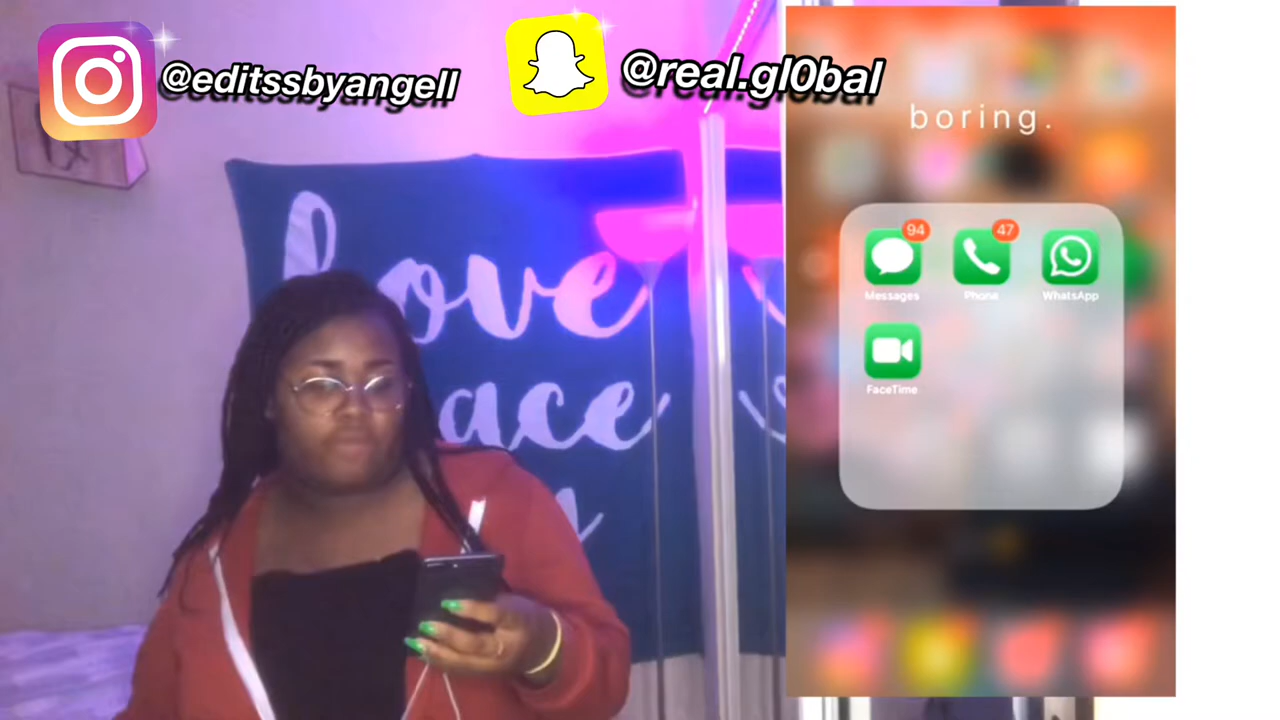 @editssbyangell
@real.gl0bal
boring.
love
ace
y
94
47
Messages
Phone
WhatsApp
FaceTime